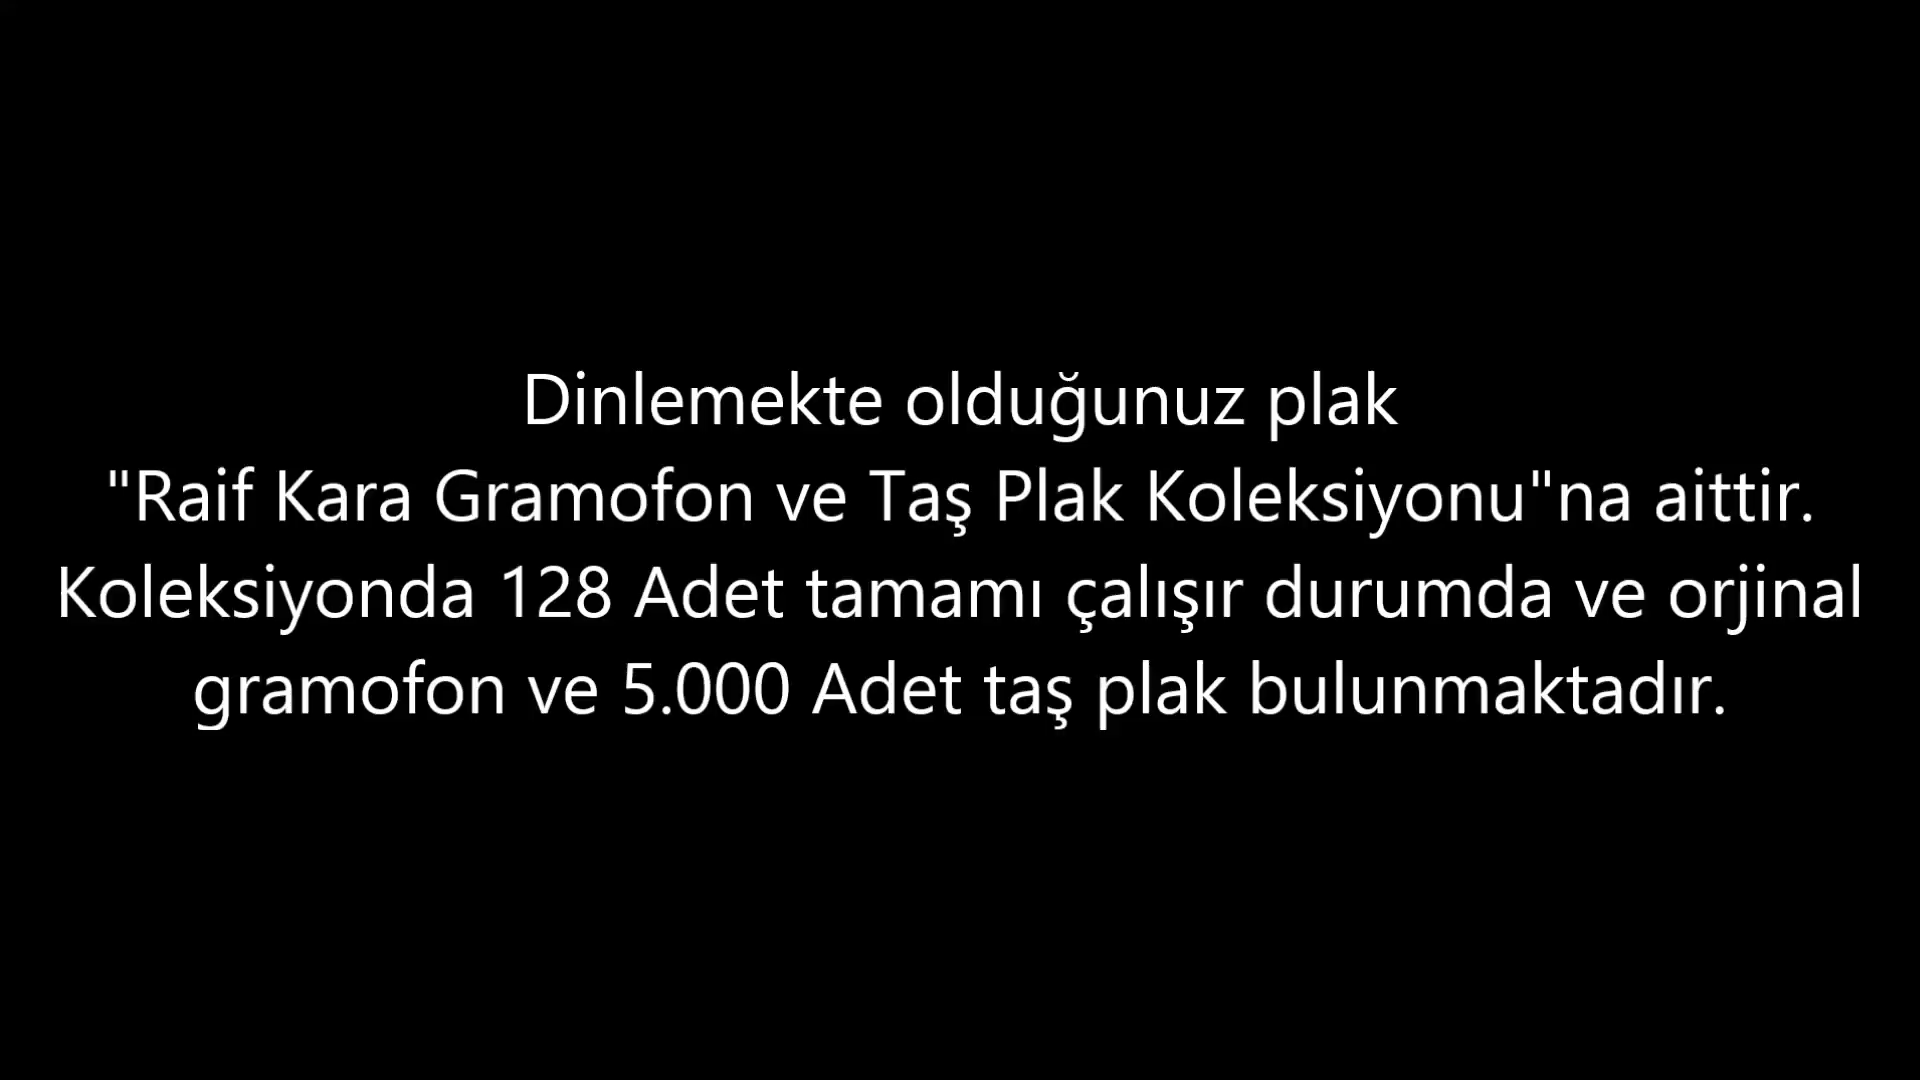 Dinlemekte olduğunuz plak
"Raif Kara Gramofon ve Taş Plak Koleksiyonu"na aittir.
Koleksiyonda 128 Adet tamamı çalışır durumda ve orjinal
gramofon ve 5.000 Adet taş plak bulunmaktadır.